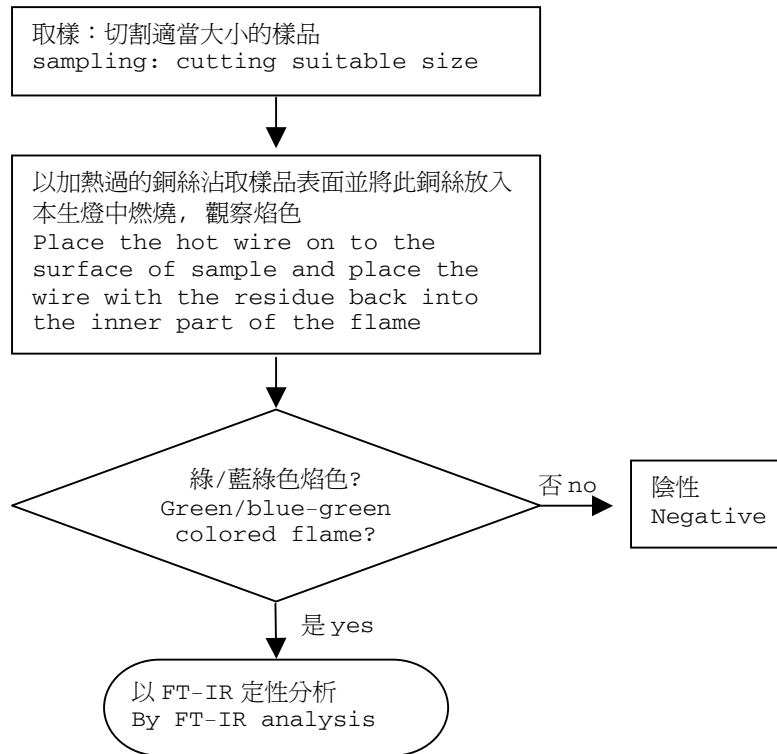 取樣：切割適當大小的樣品
sampling: cutting suitable size
以加熱過的銅絲沾取樣品表面並將此銅絲放入
本生燈中燃燒, 觀察焰色
Place the hot wire on to the
surface of sample and place the
wire with the residue back into
the inner part of the flame
綠/藍綠色焰色?
Green/blue-green
colored flame?
否 no
陰性
Negative
是 yes
以 FT-IR 定性分析
By FT-IR analysis